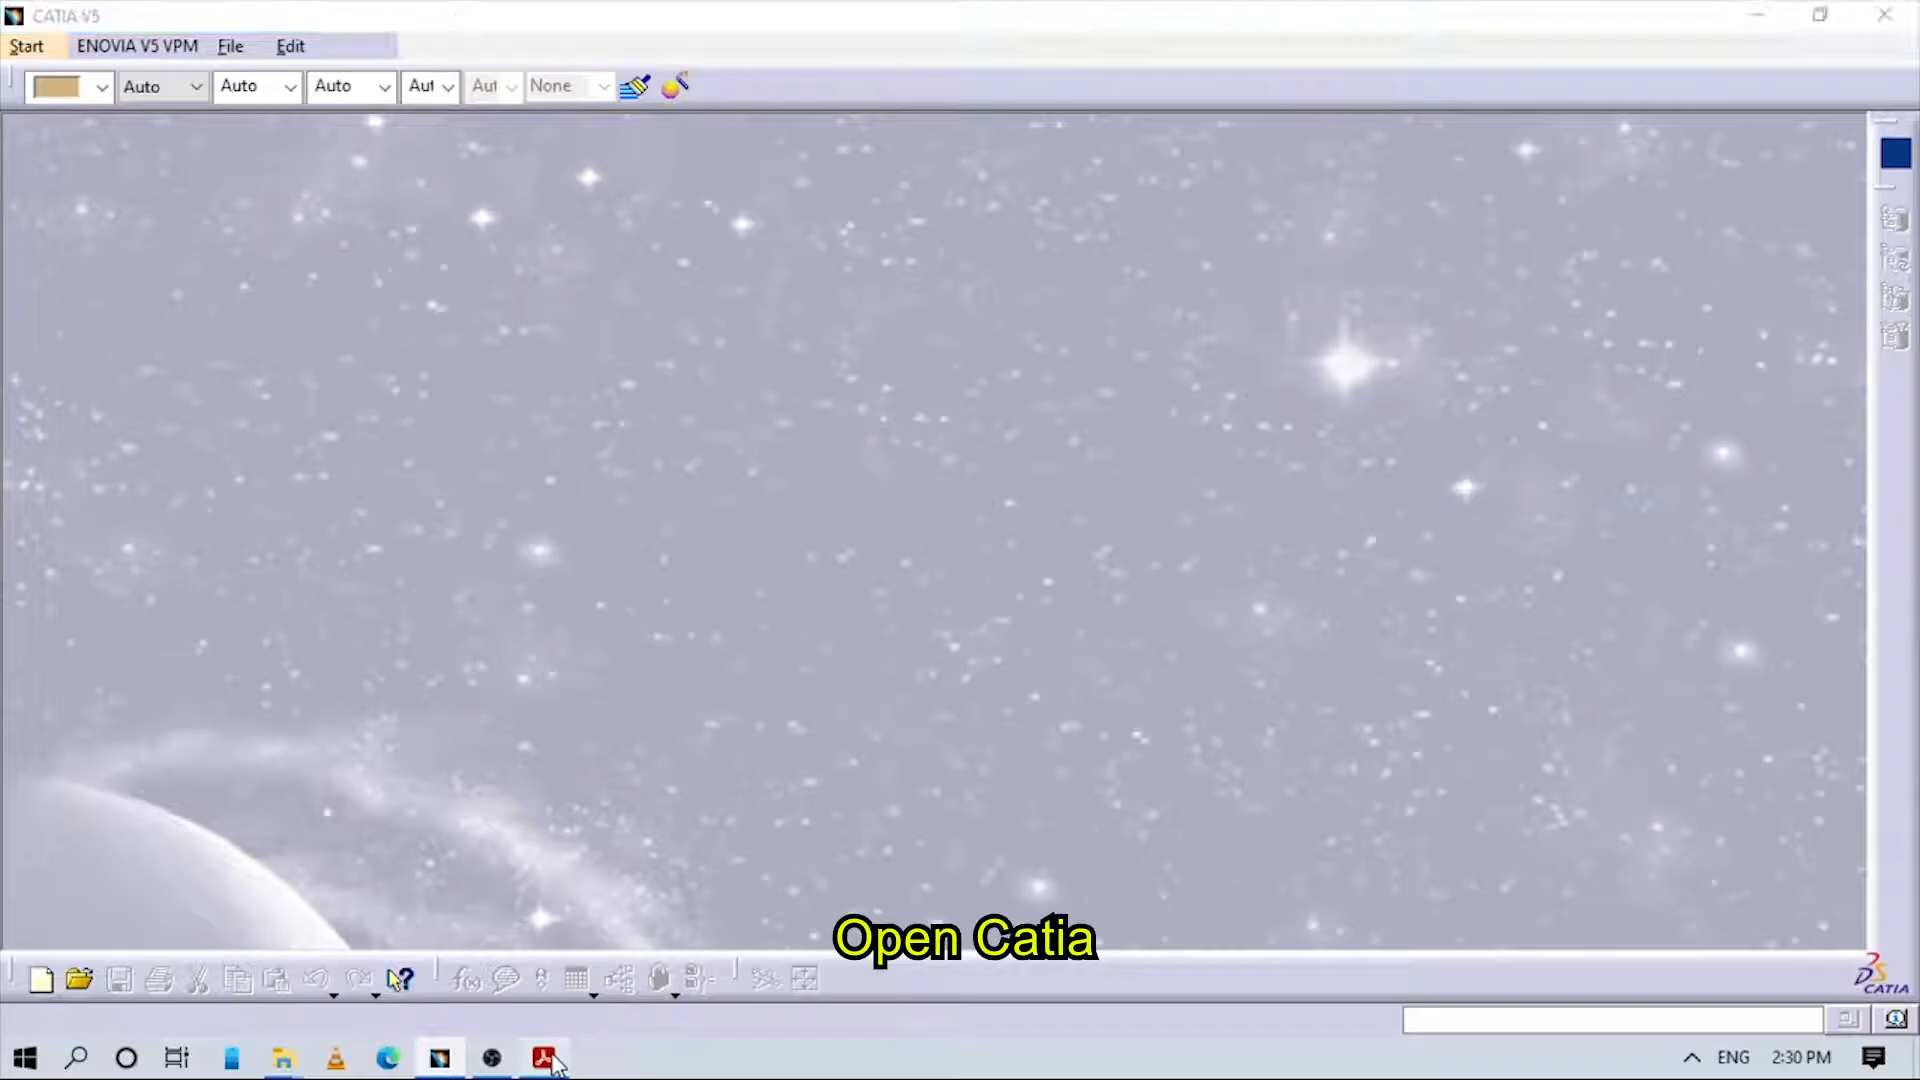 CATIA V5
Start ENOVIA V5 VPM File Edit
Auto Auto Auto Aut Aut None
Open Catia
DS CATIA
ENG 2:30 PM